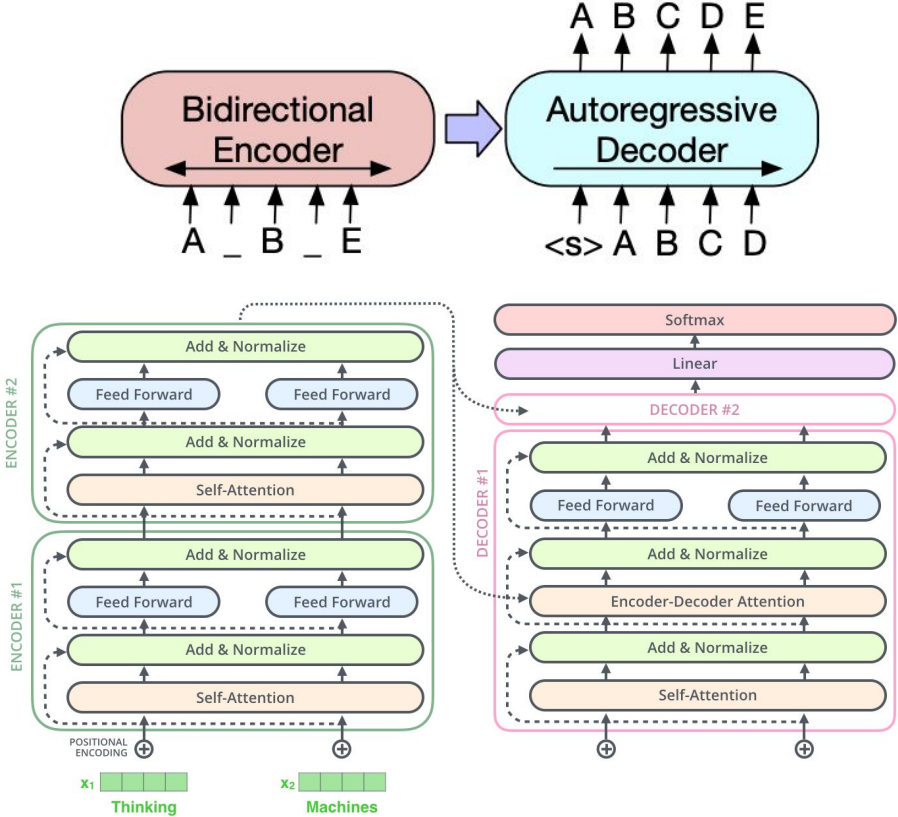 A B C D E
Bidirectional
Encoder
Autoregressive
Decoder
A _ B _ E
<s> A B C D
ENCODER #2
Add & Normalize
Feed Forward
Feed Forward
Add & Normalize
Self-Attention
ENCODER #1
Add & Normalize
Feed Forward
Feed Forward
Add & Normalize
Self-Attention
POSITIONAL
ENCODING
x₁
x₂
Thinking
Machines
Softmax
Linear
DECODER #2
DECODER #1
Add & Normalize
Feed Forward
Feed Forward
Add & Normalize
Encoder-Decoder Attention
Add & Normalize
Self-Attention